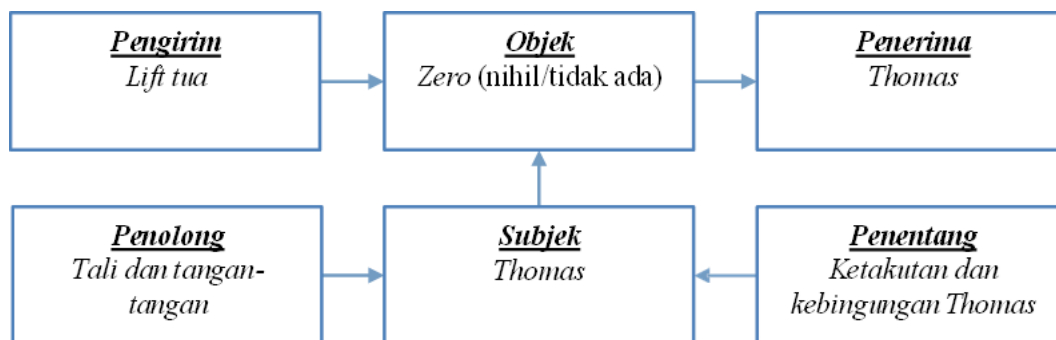 Pengirim
Lift tua
Objek
Zero (nihil/tidak ada)
Penerima
Thomas
Penolong
Tali dan tangan-
tangan
Subjek
Thomas
Penentang
Ketakutan dan
kebingungan Thomas